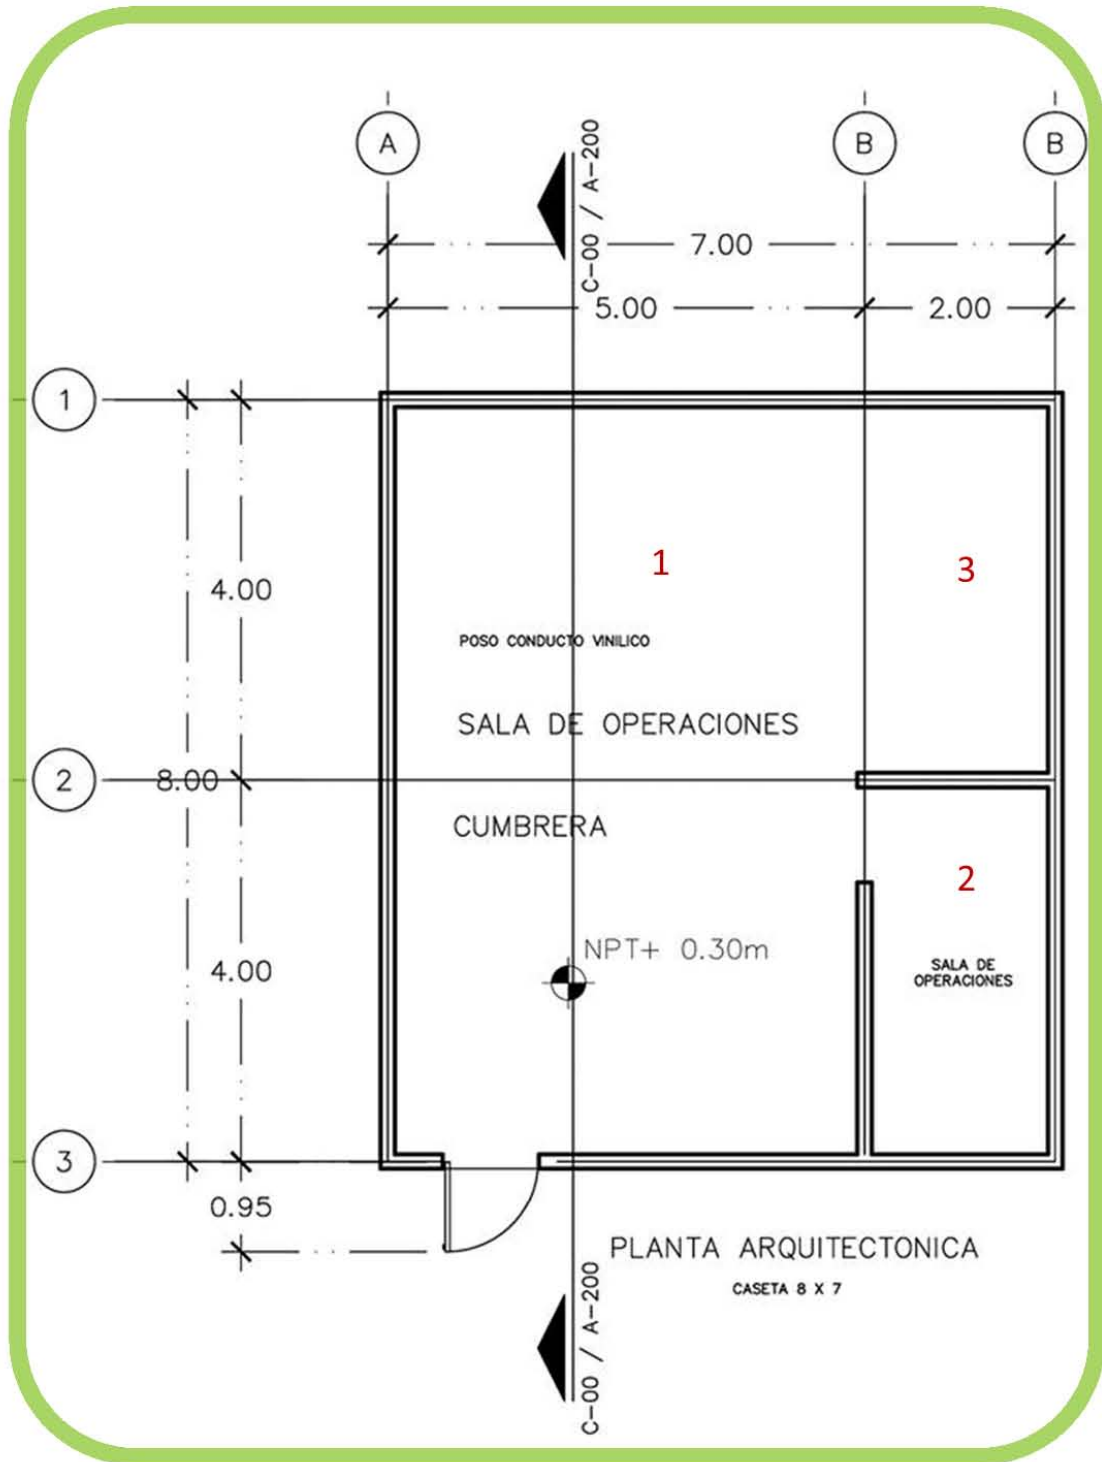 A
B
B
C-00 / A-200
7.00
5.00
2.00
1
4.00
1
3
POSO CONDUCTO VINILICO
SALA DE OPERACIONES
2
8.00
CUMBRERA
2
NPT+ 0.30m
4.00
SALA DE
OPERACIONES
3
0.95
PLANTA ARQUITECTONICA
CASETA 8 X 7
C-00 / A-200